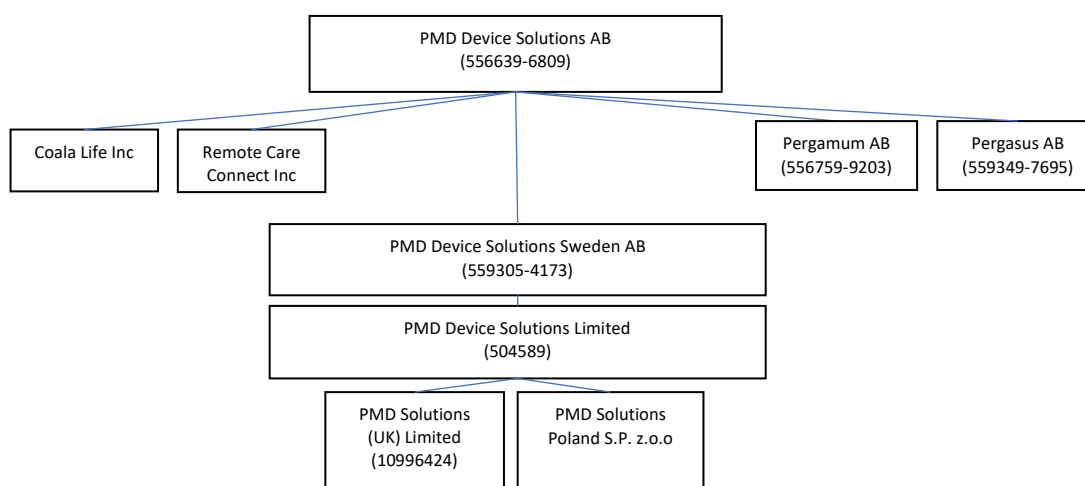 PMD Device Solutions AB
(556639-6809)
Coala Life Inc
Remote Care
Connect Inc
Pergamum AB
(556759-9203)
Pergasus AB
(559349-7695)
PMD Device Solutions Sweden AB
(559305-4173)
PMD Device Solutions Limited
(504589)
PMD Solutions
(UK) Limited
(10996424)
PMD Solutions
Poland S.P. z.o.o